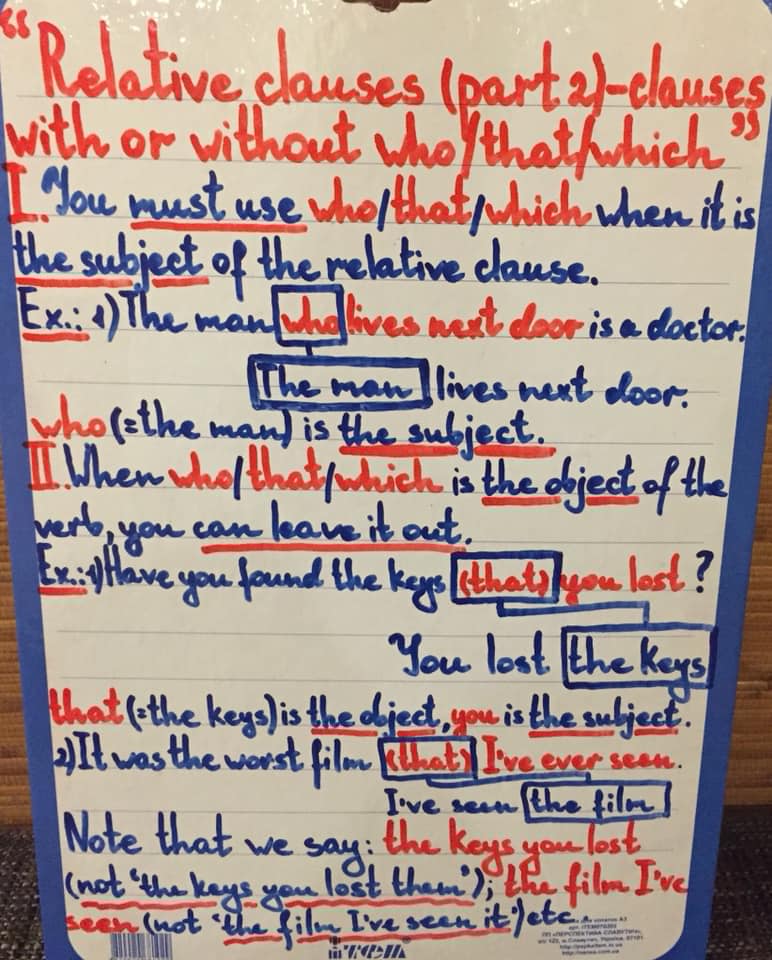 “Relative clauses (part 2)-clauses
with or without who/that/which”
I. You must use who/that/which when it is
the subject of the relative clause.
Ex.: 1) The man who lives next door is a doctor.
The man lives next door.
who (=the man) is the subject.
II. When who/that/which is the object of the
verb, you can leave it out.
Ex.: 1) Have you found the keys (that) you lost?
You lost the keys
that (=the keys) is the object, you is the subject.
2) It was the worst film (that) I've ever seen.
I've seen the film
Note that we say: the keys you lost
(not 'the keys you lost them'); the film I've
seen (not 'the film I've seen it') etc.
ITEM